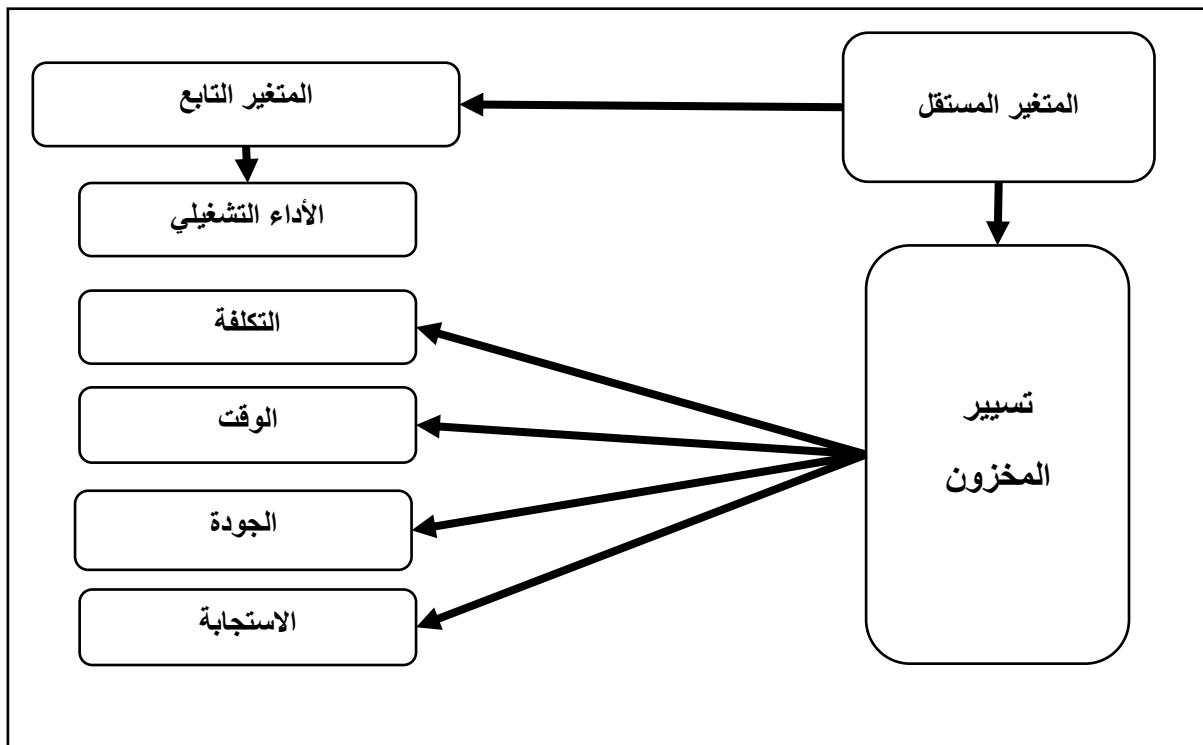 المتغير المستقل
المتغير التابع
الأداء التشغيلي
تسيير
المخزون
التكلفة
الوقت
الجودة
الاستجابة